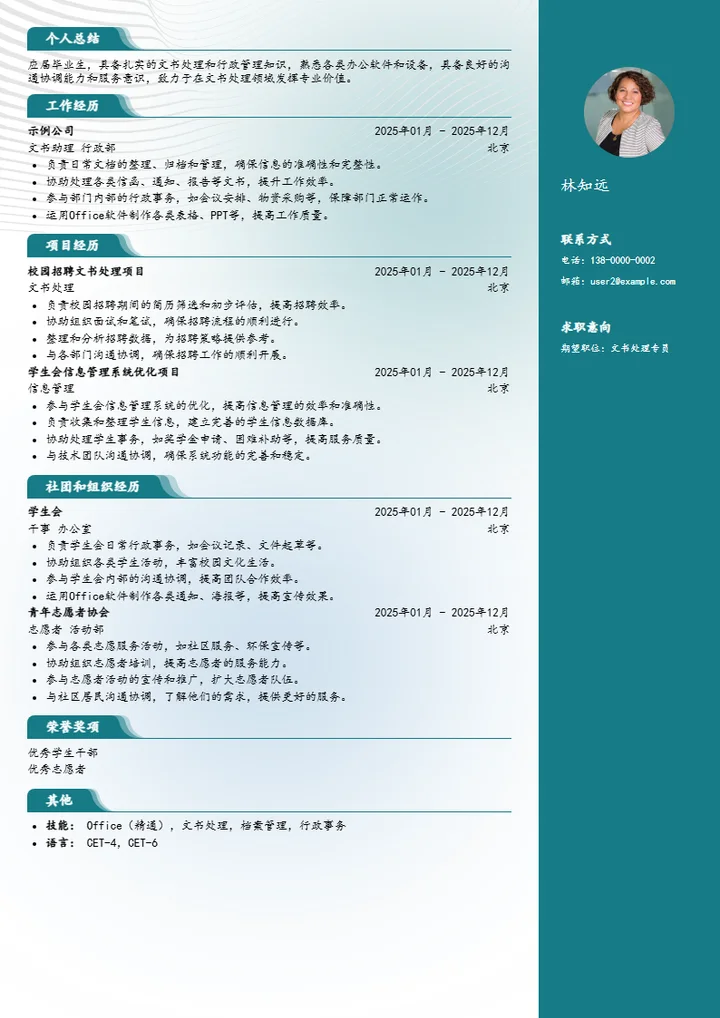 个人总结
应届毕业生，具备扎实的文书处理和行政管理知识，熟悉各类办公软件和设备，具备良好的沟
通协调能力和服务意识，致力于在文书处理领域发挥专业价值。
工作经历
示例公司 2025年01月 - 2025年12月
文书助理 行政部 北京
• 负责日常文档的整理、归档和管理，确保信息的准确性和完整性。
• 协助处理各类信函、通知、报告等文书，提升工作效率。
• 参与部门内部的行政事务，如会议安排、物资采购等，保障部门正常运作。
• 运用Office软件制作各类表格、PPT等，提高工作质量。
项目经历
校园招聘文书处理项目 2025年01月 - 2025年12月
文书处理 北京
• 负责校园招聘期间的简历筛选和初步评估，提高招聘效率。
• 协助组织面试和笔试，确保招聘流程的顺利进行。
• 整理和分析招聘数据，为招聘策略提供参考。
• 与各部门沟通协调，确保招聘工作的顺利开展。
学生会信息管理系统优化项目 2025年01月 - 2025年12月
信息管理 北京
• 参与学生会信息管理系统的优化，提高信息管理的效率和准确性。
• 负责收集和整理学生信息，建立完善的学生信息数据库。
• 协助处理学生事务，如奖学金申请、困难补助等，提高服务质量。
• 与技术团队沟通协调，确保系统功能的完善和稳定。
社团和组织经历
学生会 2025年01月 - 2025年12月
干事 办公室 北京
• 负责学生会日常行政事务，如会议记录、文件起草等。
• 协助组织各类学生活动，丰富校园文化生活。
• 参与学生会内部的沟通协调，提高团队合作效率。
• 运用Office软件制作各类通知、海报等，提高宣传效果。
青年志愿者协会 2025年01月 - 2025年12月
志愿者 活动部 北京
• 参与各类志愿服务活动，如社区服务、环保宣传等。
• 协助组织志愿者培训，提高志愿者的服务能力。
• 参与志愿者活动的宣传和推广，扩大志愿者队伍。
• 与社区居民沟通协调，了解他们的需求，提供更好的服务。
荣誉奖项
优秀学生干部
优秀志愿者
其他
• 技能： Office（精通），文书处理，档案管理，行政事务
• 语言： CET-4，CET-6
林知远
联系方式
电话：138-0000-0002
邮箱：user2@example.com
求职意向
期望职位：文书处理专员